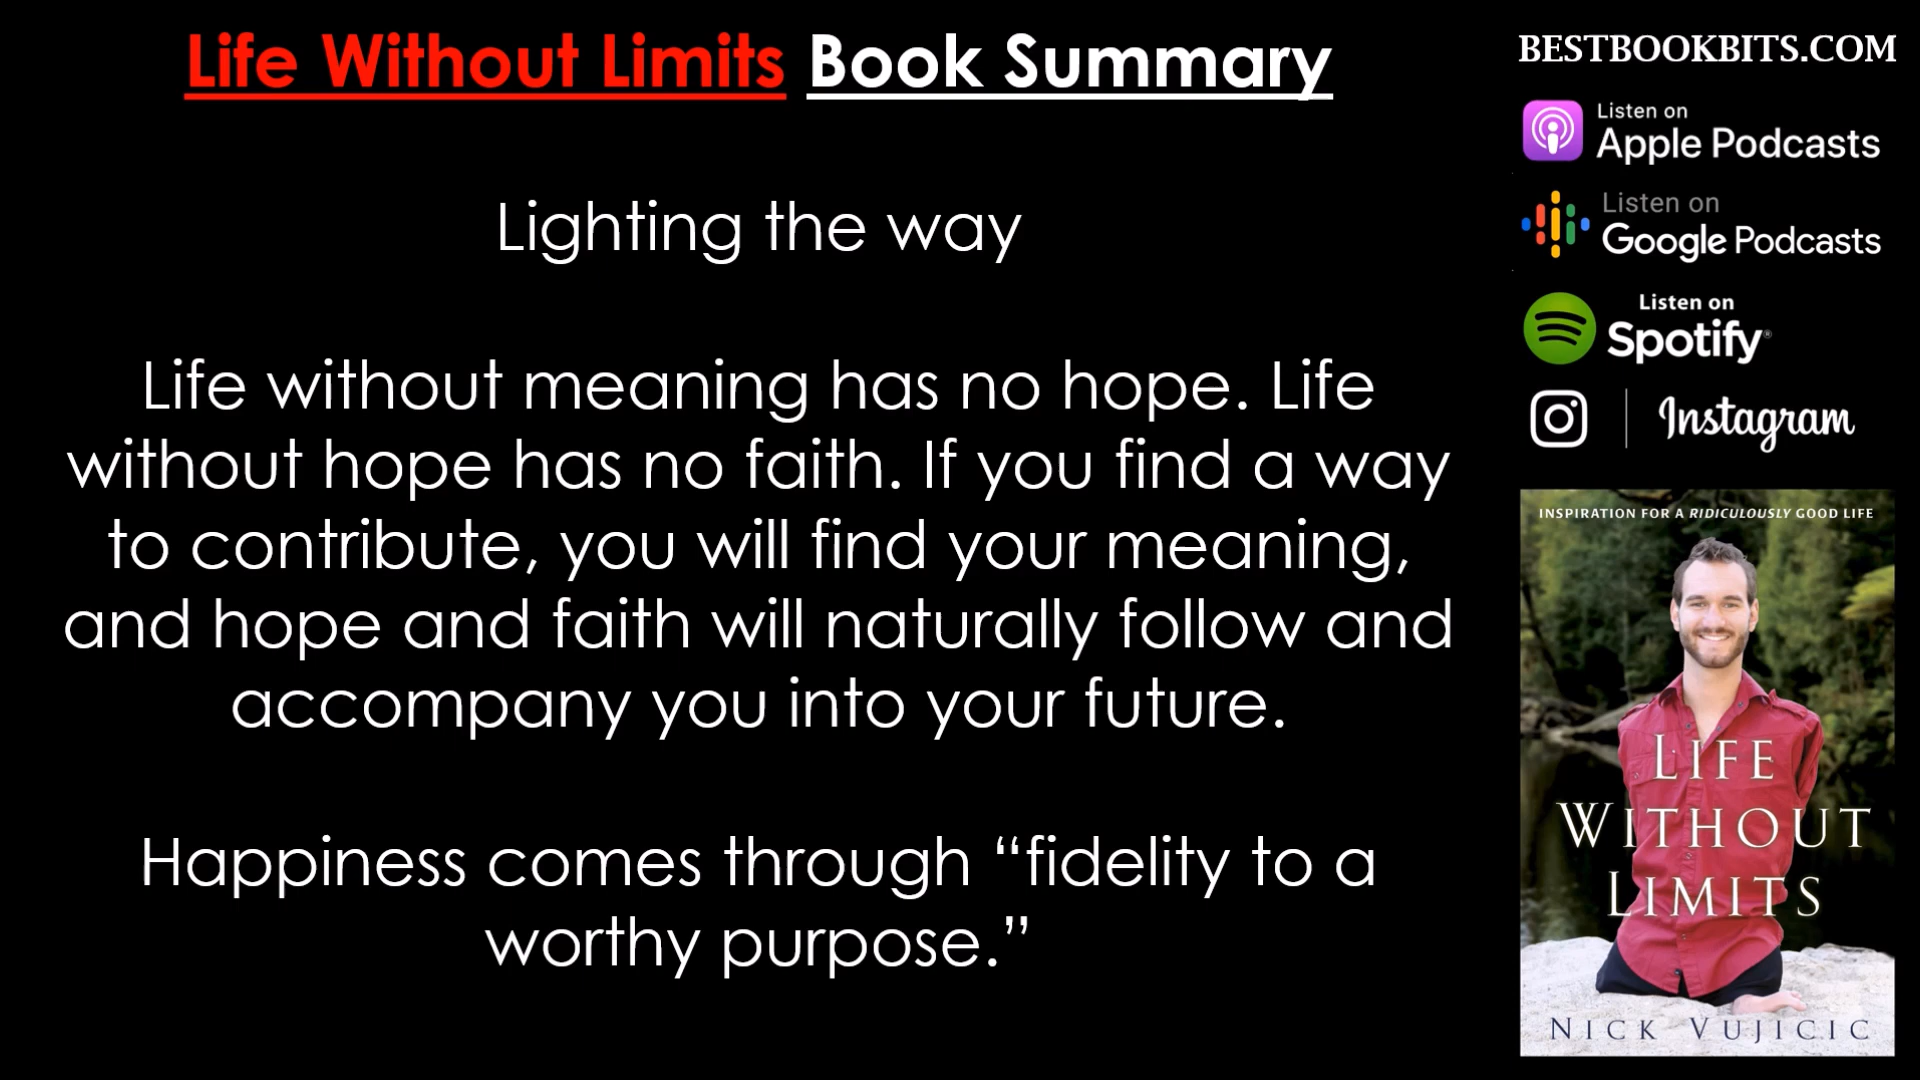 Life Without Limits Book Summary
Lighting the way
Life without meaning has no hope. Life
without hope has no faith. If you find a way
to contribute, you will find your meaning,
and hope and faith will naturally follow and
accompany you into your future.
Happiness comes through “fidelity to a
worthy purpose.”
BESTBOOKBITS.COM
Listen on
Apple Podcasts
Listen on
Google Podcasts
Listen on
Spotify®
Instagram
INSPIRATION FOR A RIDICULOUSLY GOOD LIFE
LIFE
WITHOUT
LIMITS
NICK VUJICIC